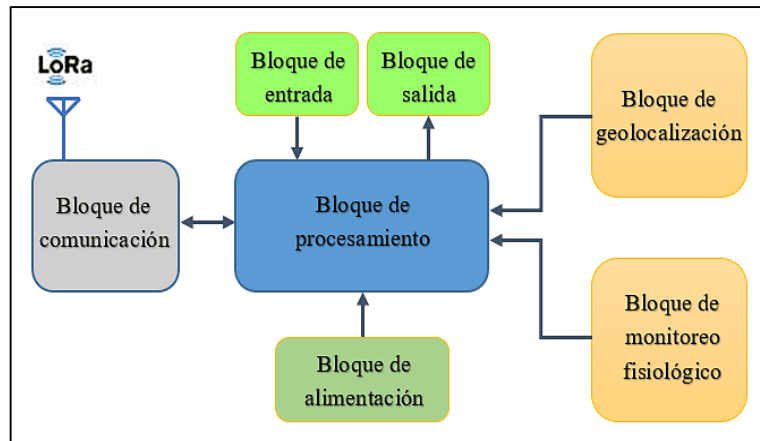 LoRa
Bloque de
entrada
Bloque de
salida
Bloque de
geolocalización
Bloque de
comunicación
Bloque de
procesamiento
Bloque de
monitoreo
fisiológico
Bloque de
alimentación